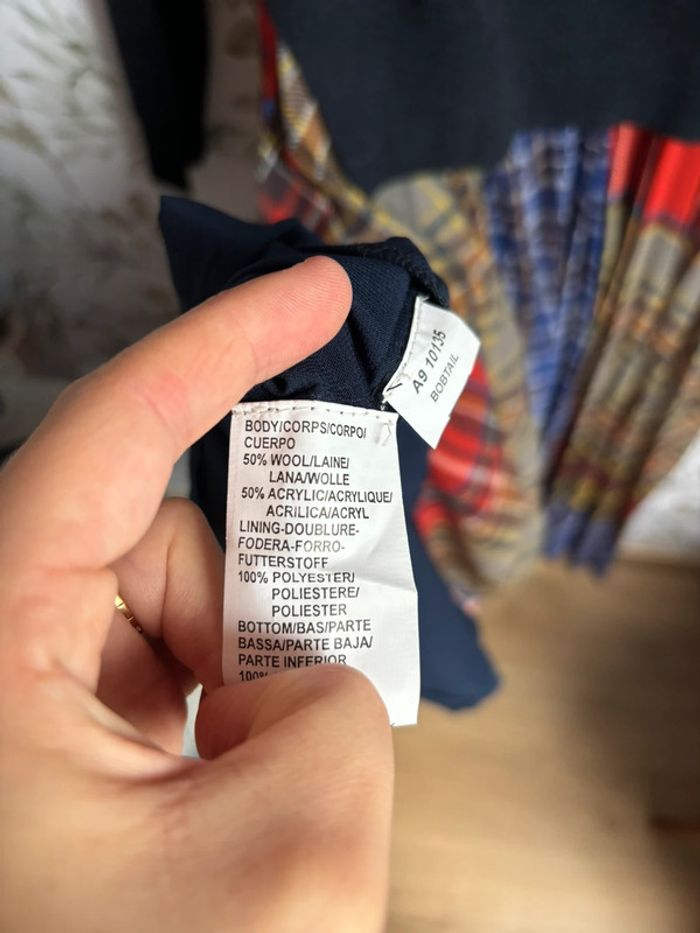 A9 10135
BOBTAIL
BODY/CORPS/CORPO/
CUERPO
50% WOOL/LAINE/
LANA/WOLLE
50% ACRYLIC/ACRYLIQUE/
ACRILICA/ACRYL
LINING-DOUBLURE-
FODERA-FORRO-
FUTTERSTOFF
100% POLYESTER/
POLIESTERE/
POLIESTER
BOTTOM/BAS/PARTE
BASSA/PARTE BAJA/
PARTE INFERIOR
100%